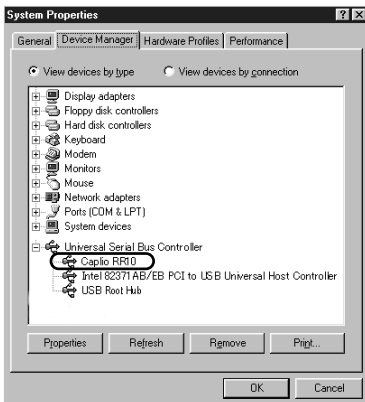 System Properties
General Device Manager Hardware Profiles Performance
View devices by type View devices by connection
Display adapters
Floppy disk controllers
Hard disk controllers
Keyboard
Modem
Monitors
Mouse
Network adapters
Ports (COM & LPT)
System devices
Universal Serial Bus Controller
Caplio RR10
Intel 82371 AB/EB PCI to USB Universal Host Controller
USB Root Hub
Properties Refresh Remove Print...
OK Cancel